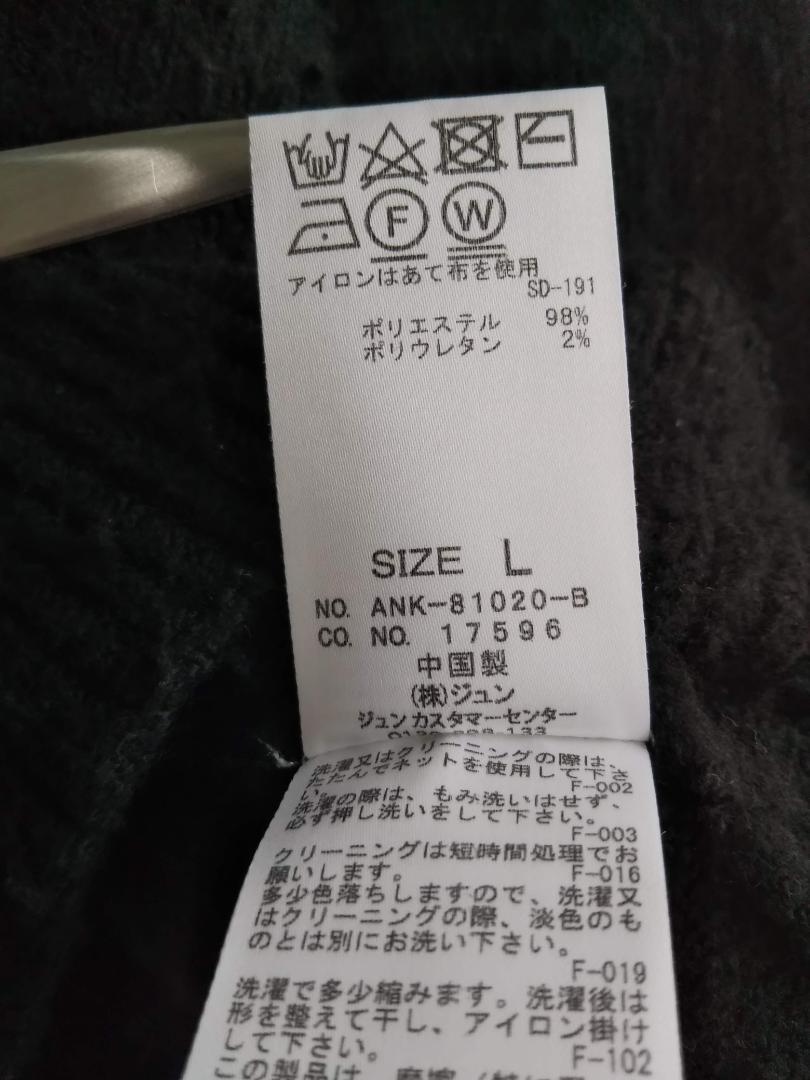 F W
アイロンはあて布を使用
SD-191
ポリエステル 98%
ポリウレタン 2%
SIZE L
NO. ANK-81020-B
CO. NO. 17596
中国製
(株)ジュン
ジュンカスタマーセンター
洗濯又はクリーニングの際は、
たたんでネットを使用して下さ
い。 F-002
洗濯の際は、もみ洗いはせず、
必ず押し洗いをして下さい。
F-003
クリーニングは短時間処理でお
願いします。 F-016
多少色落ちしますので、洗濯又
はクリーニングの際、淡色のも
のとは別にお洗い下さい。
F-019
洗濯で多少縮みます。洗濯後は
形を整えて干し、アイロン掛け
して下さい。 F-102
この製品は、摩擦